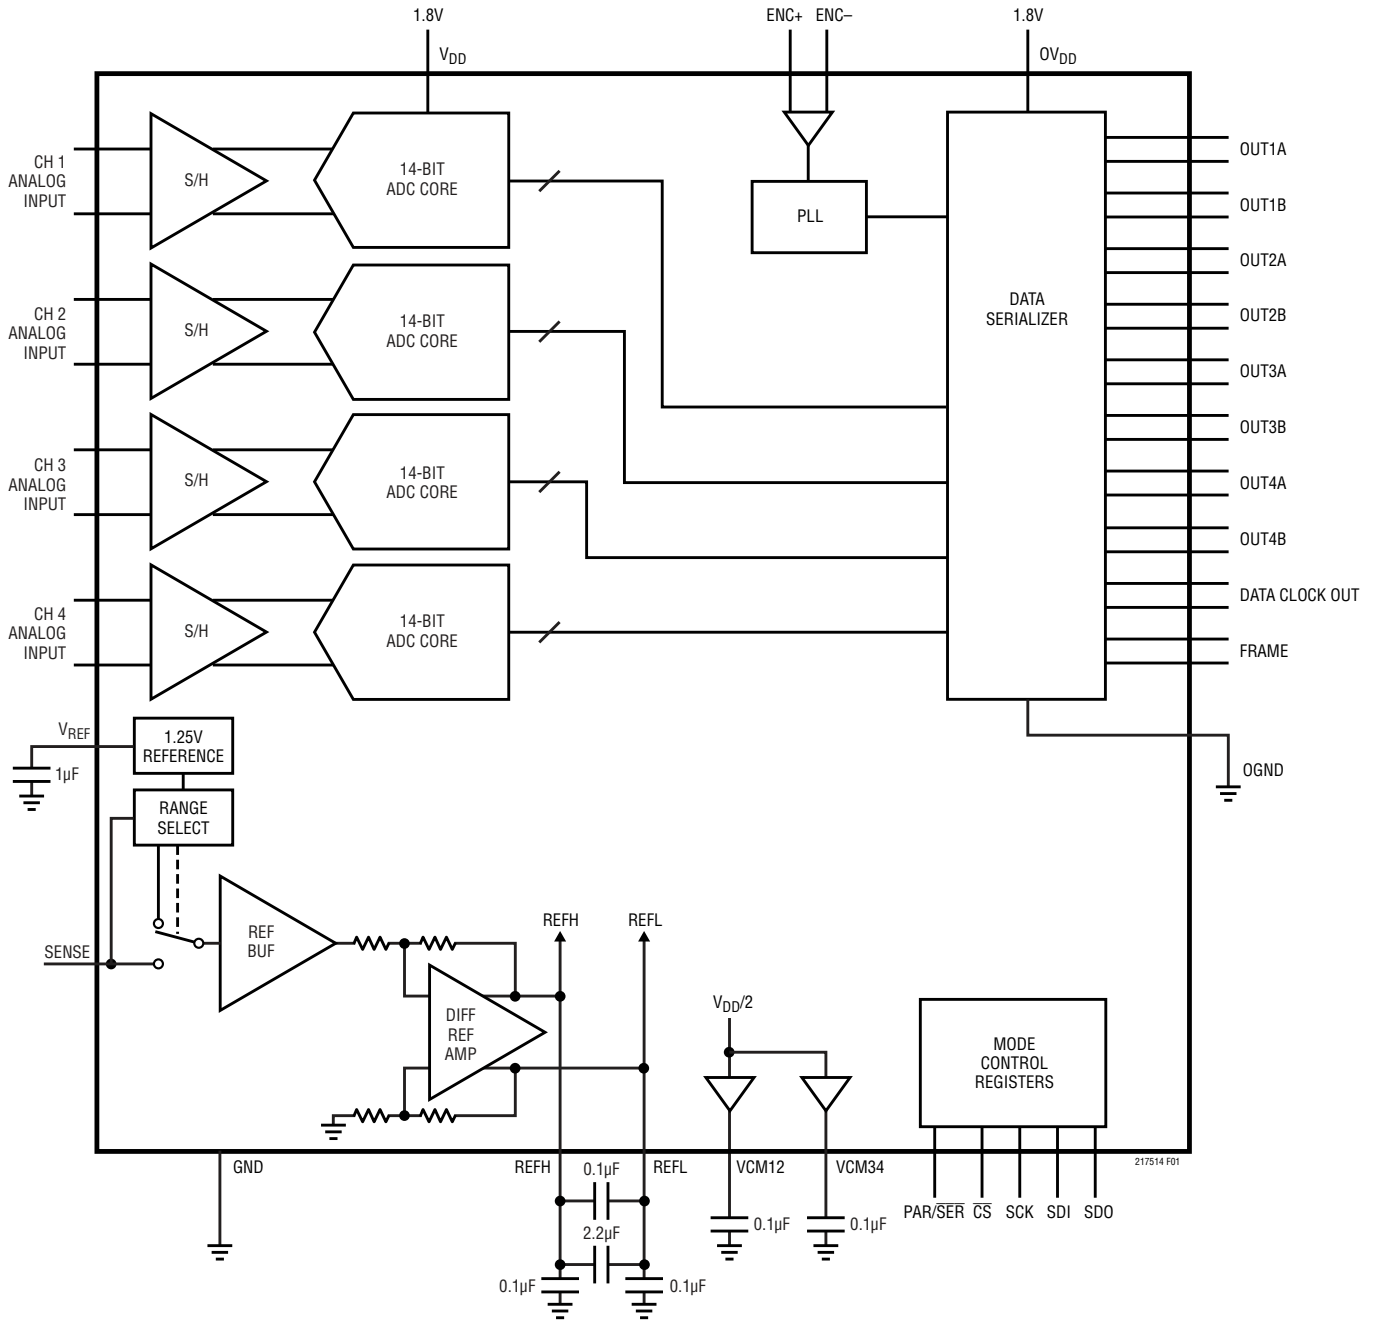 1.8V
ENC+
ENC–
1.8V
VDD
OVDD
CH 1
ANALOG
INPUT
S/H
14-BIT
ADC CORE
PLL
DATA
SERIALIZER
OUT1A
OUT1B
OUT2A
OUT2B
OUT3A
OUT3B
OUT4A
OUT4B
DATA CLOCK OUT
FRAME
CH 2
ANALOG
INPUT
S/H
14-BIT
ADC CORE
CH 3
ANALOG
INPUT
S/H
14-BIT
ADC CORE
CH 4
ANALOG
INPUT
S/H
14-BIT
ADC CORE
VREF
1µF
1.25V
REFERENCE
RANGE
SELECT
OGND
SENSE
REF
BUF
REFH
REFL
DIFF
REF
AMP
VDD/2
MODE
CONTROL
REGISTERS
GND
REFH
0.1µF
REFL
VCM12
VCM34
217514 F01
PAR/S̅E̅R̅
C̅S̅
SCK
SDI
SDO
2.2µF
0.1µF
0.1µF
0.1µF
0.1µF